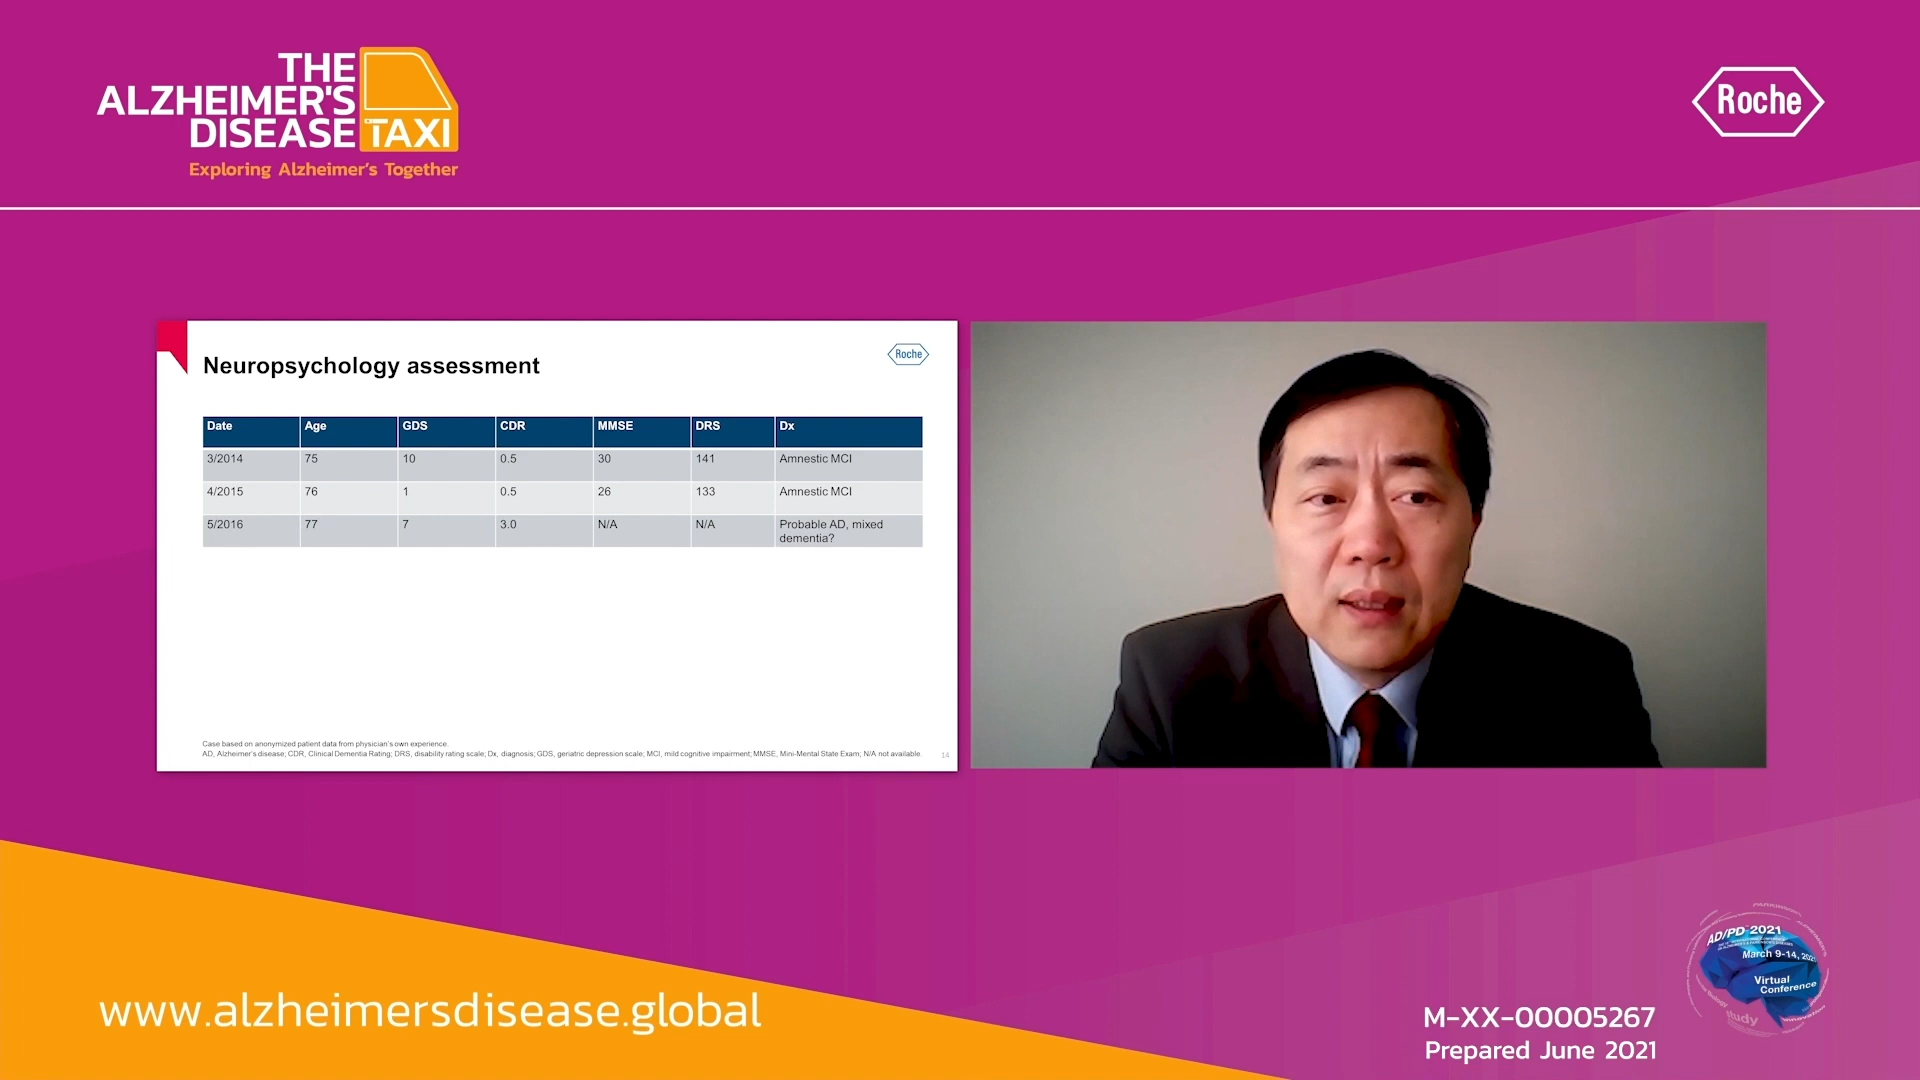 THE
ALZHEIMER'S
DISEASE TAXI
Exploring Alzheimer's Together
Roche
Neuropsychology assessment
Roche
Date Age GDS CDR MMSE DRS Dx
3/2014 75 10 0.5 30 141 Amnestic MCI
4/2015 76 1 0.5 26 133 Amnestic MCI
5/2016 77 7 3.0 N/A N/A Probable AD, mixed
dementia?
Case based on anonymized patient data from physician's own experience.
AD, Alzheimer's disease; CDR, Clinical Dementia Rating; DRS, disability rating scale; Dx, diagnosis; GDS, geriatric depression scale; MCI, mild cognitive impairment; MMSE, Mini-Mental State Exam; N/A not available.
14
www.alzheimersdisease.global
AD/PD 2021
March 9-14, 2021
Virtual
Conference
study
M-XX-00005267
Prepared June 2021